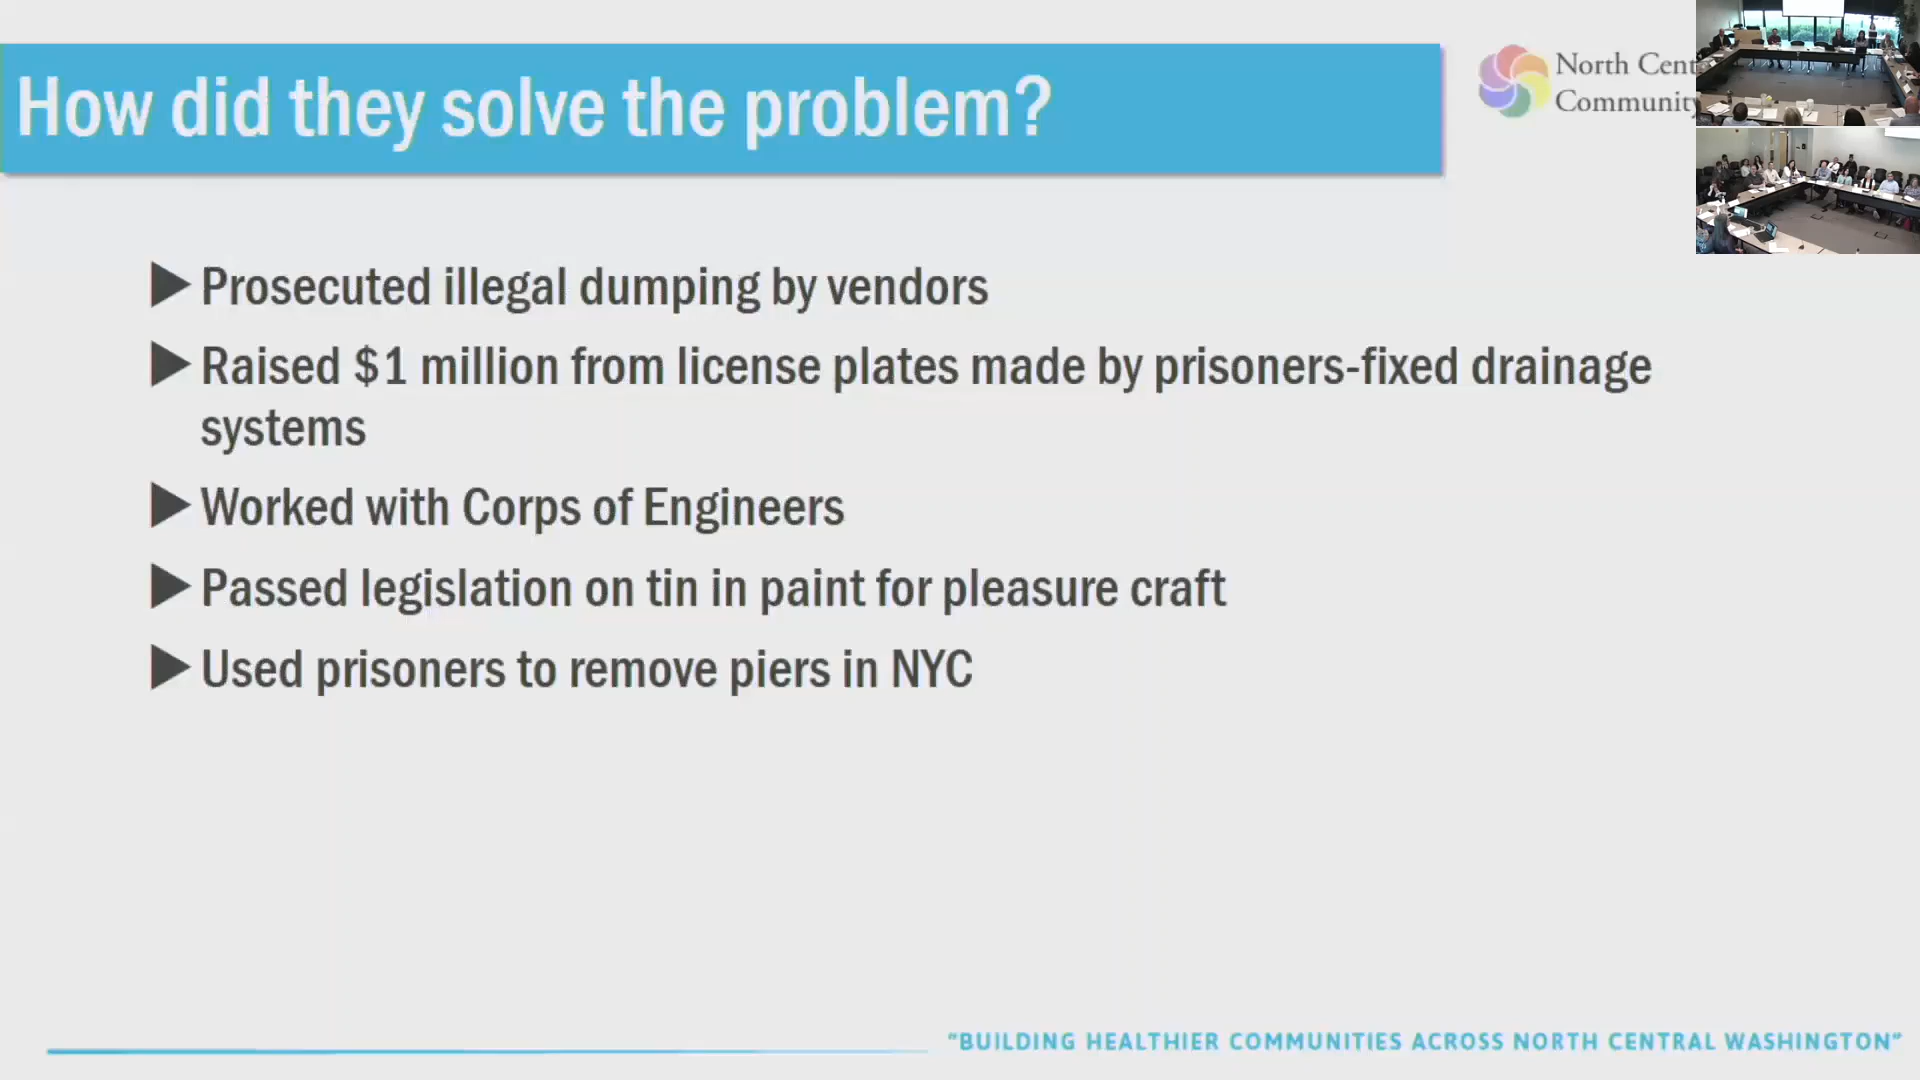 How did they solve the problem?
North Cent
Community
Prosecuted illegal dumping by vendors
Raised $1 million from license plates made by prisoners-fixed drainage
systems
Worked with Corps of Engineers
Passed legislation on tin in paint for pleasure craft
Used prisoners to remove piers in NYC
"BUILDING HEALTHIER COMMUNITIES ACROSS NORTH CENTRAL WASHINGTON"